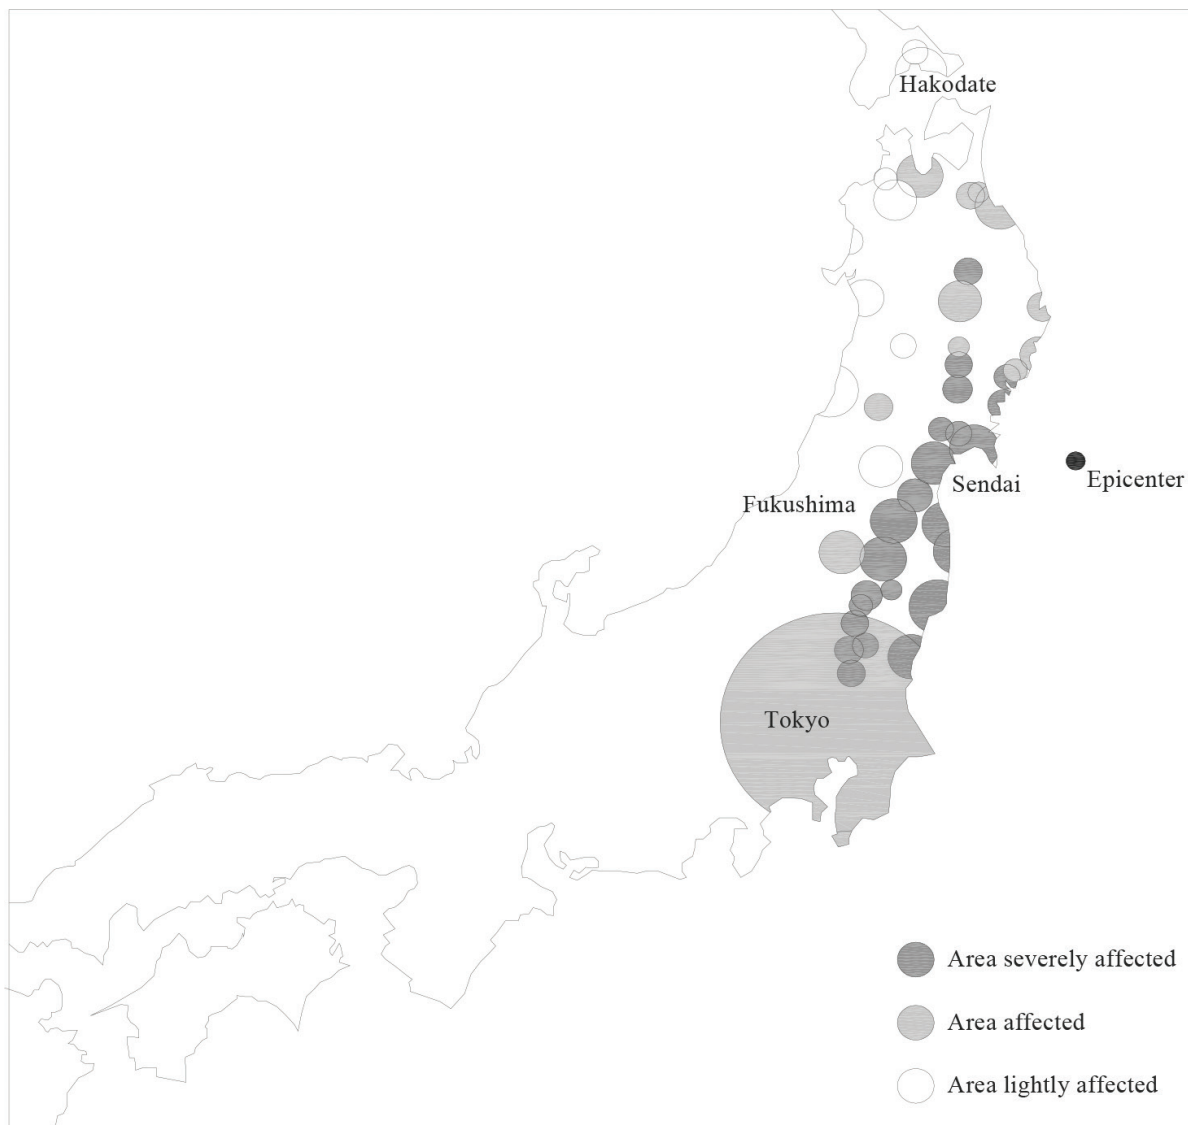 Hakodate
Sendai
Epicenter
Fukushima
Tokyo
Area severely affected
Area affected
Area lightly affected